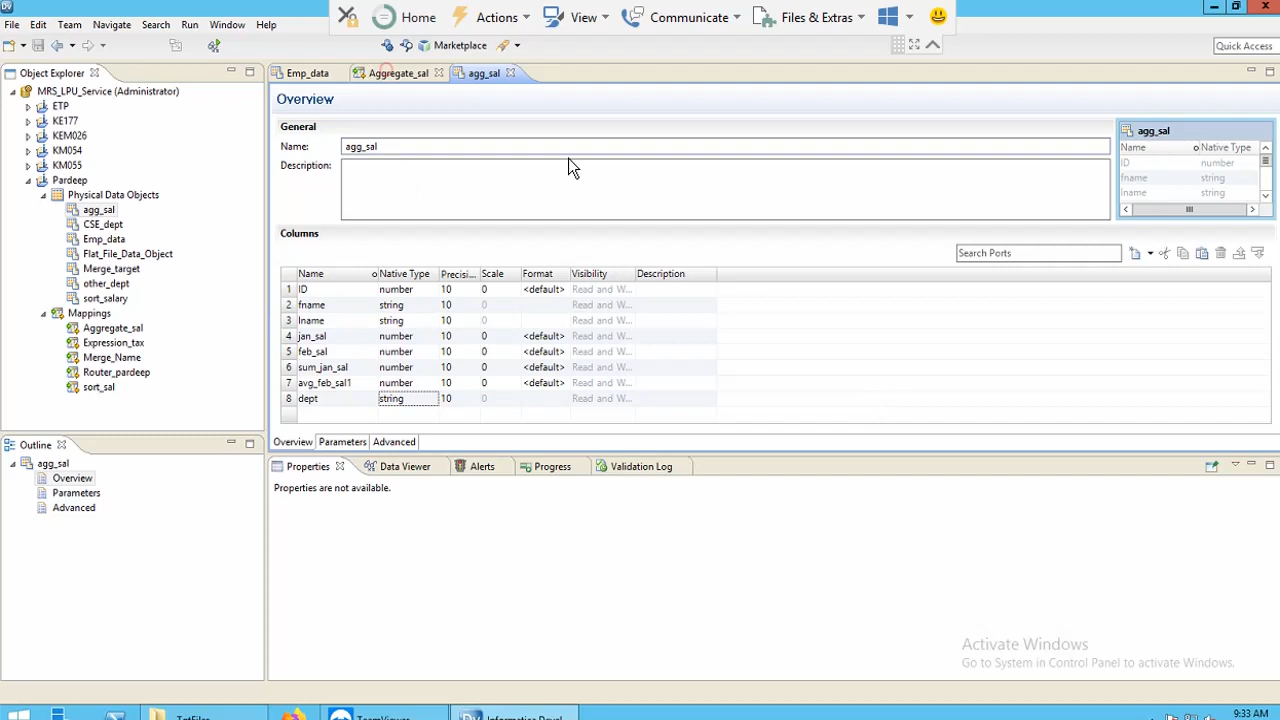 Home
Actions
View
Communicate
Files & Extras
File Edit Team Navigate Search Run Window Help
Marketplace
Quick Access
Object Explorer
MRS_LPU_Service (Administrator)
ETP
KE177
KEM026
KM054
KM055
Pardeep
Physical Data Objects
agg_sal
CSE_dept
Emp_data
Flat_File_Data_Object
Merge_target
other_dept
sort_salary
Mappings
Aggregate_sal
Expression_tax
Merge_Name
Router_pardeep
sort_sal
Outline
agg_sal
Overview
Parameters
Advanced
Emp_data Aggregate_sal agg_sal
Overview
General
Name: agg_sal
Description:
agg_sal
Name Native Type
ID number
fname string
lname string
Columns
Search Ports
Name Native Type Precisi... Scale Format Visibility Description
1 ID number 10 0 <default> Read and W...
2 fname string 10 0 Read and W...
3 lname string 10 0 Read and W...
4 jan_sal number 10 0 <default> Read and W...
5 feb_sal number 10 0 <default> Read and W...
6 sum_jan_sal number 10 0 <default> Read and W...
7 avg_feb_sal1 number 10 0 <default> Read and W...
8 dept string 10 0 Read and W...
Overview Parameters Advanced
Properties Data Viewer Alerts Progress Validation Log
Properties are not available.
Activate Windows
Go to System in Control Panel to activate Windows.
TgtFiles
TeamViewer
Informatica Devel...
9:33 AM